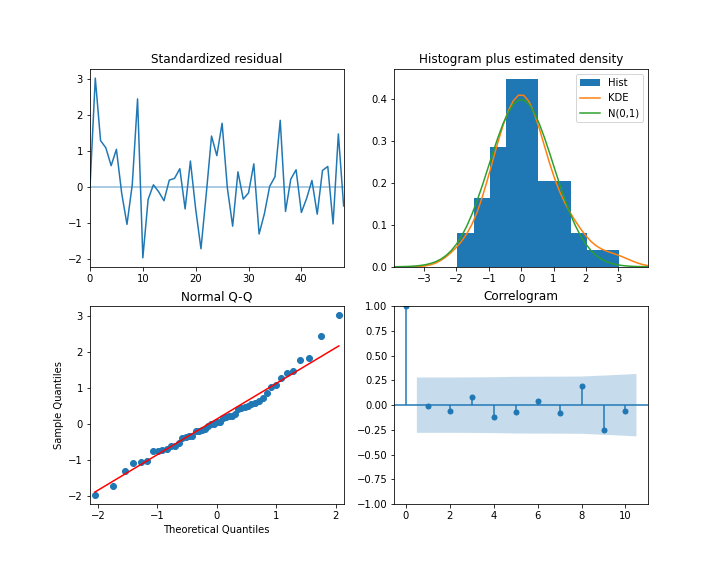 Standardized residual
3
2
1
0
−1
−2
0 10 20 30 40
Histogram plus estimated density
Hist
KDE
N(0,1)
0.4
0.3
0.2
0.1
0.0
−3 −2 −1 0 1 2 3
Normal Q-Q
Sample Quantiles
3
2
1
0
−1
−2
−2 −1 0 1 2
Theoretical Quantiles
Correlogram
1.00
0.75
0.50
0.25
0.00
−0.25
−0.50
−0.75
−1.00
0 2 4 6 8 10